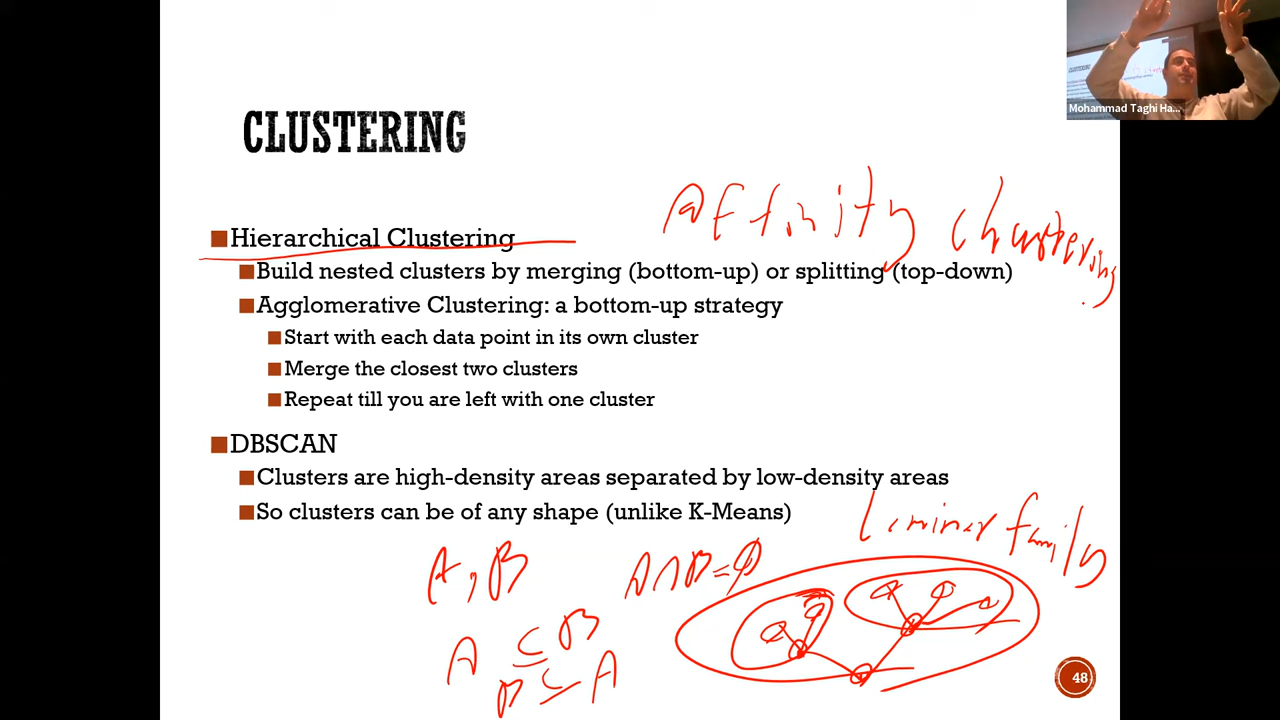 Mohammad Taghi Ha...
CLUSTERING
Affinity clustering
Hierarchical Clustering
Build nested clusters by merging (bottom-up) or splitting (top-down)
Agglomerative Clustering: a bottom-up strategy
Start with each data point in its own cluster
Merge the closest two clusters
Repeat till you are left with one cluster
DBSCAN
Clusters are high-density areas separated by low-density areas
So clusters can be of any shape (unlike K-Means)
Laminar family
A, B
A∩B=∅
A ⊆ B
B ⊆ A
48